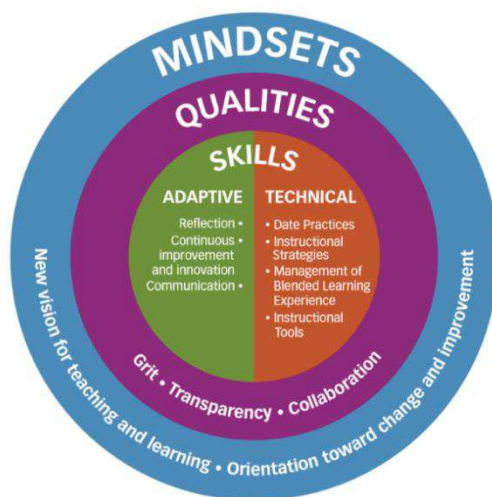 MINDSETS
QUALITIES
SKILLS
ADAPTIVE
Reflection •
Continuous •
improvement
and innovation
Communication •
TECHNICAL
• Date Practices
• Instructional
Strategies
• Management of
Blended Learning
Experience
• Instructional
Tools
Grit • Transparency • Collaboration
New vision for teaching and learning • Orientation toward change and improvement